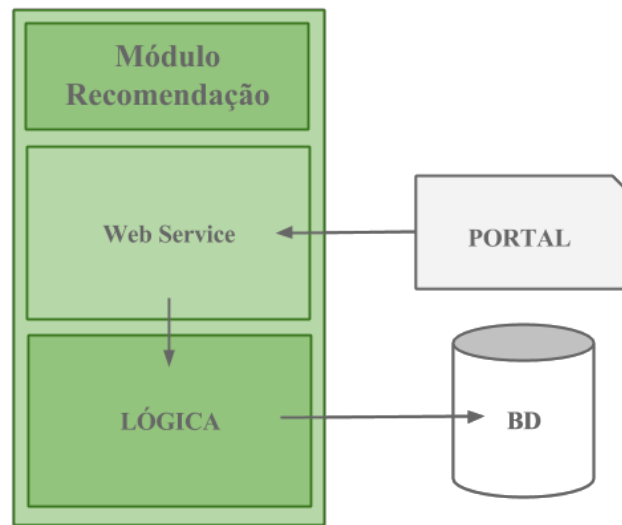 Módulo
Recomendação
Web Service
PORTAL
LÓGICA
BD